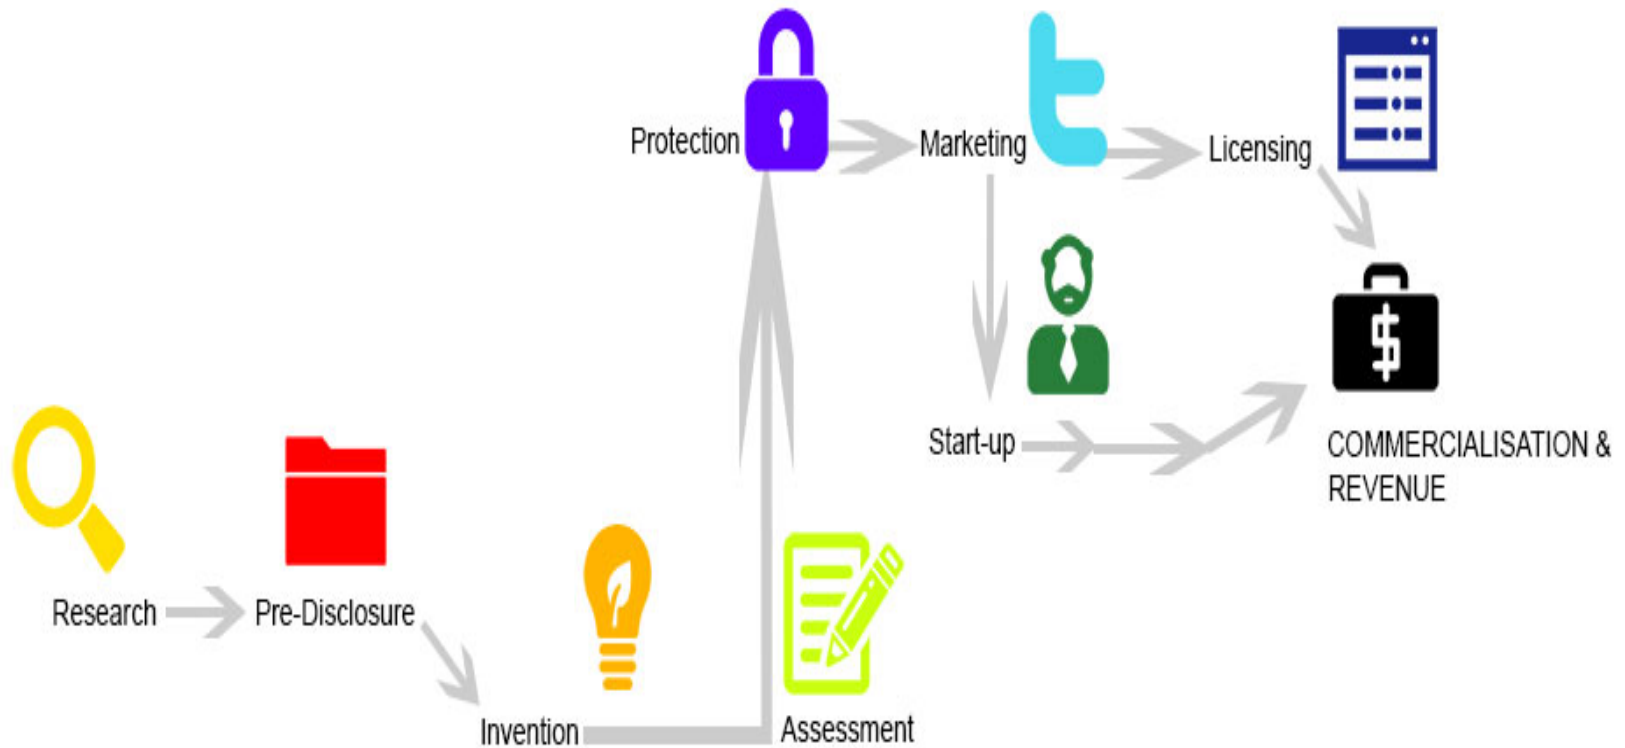 Protection
Marketing
Licensing
Start-up
COMMERCIALISATION &
REVENUE
Research
Pre-Disclosure
Invention
Assessment